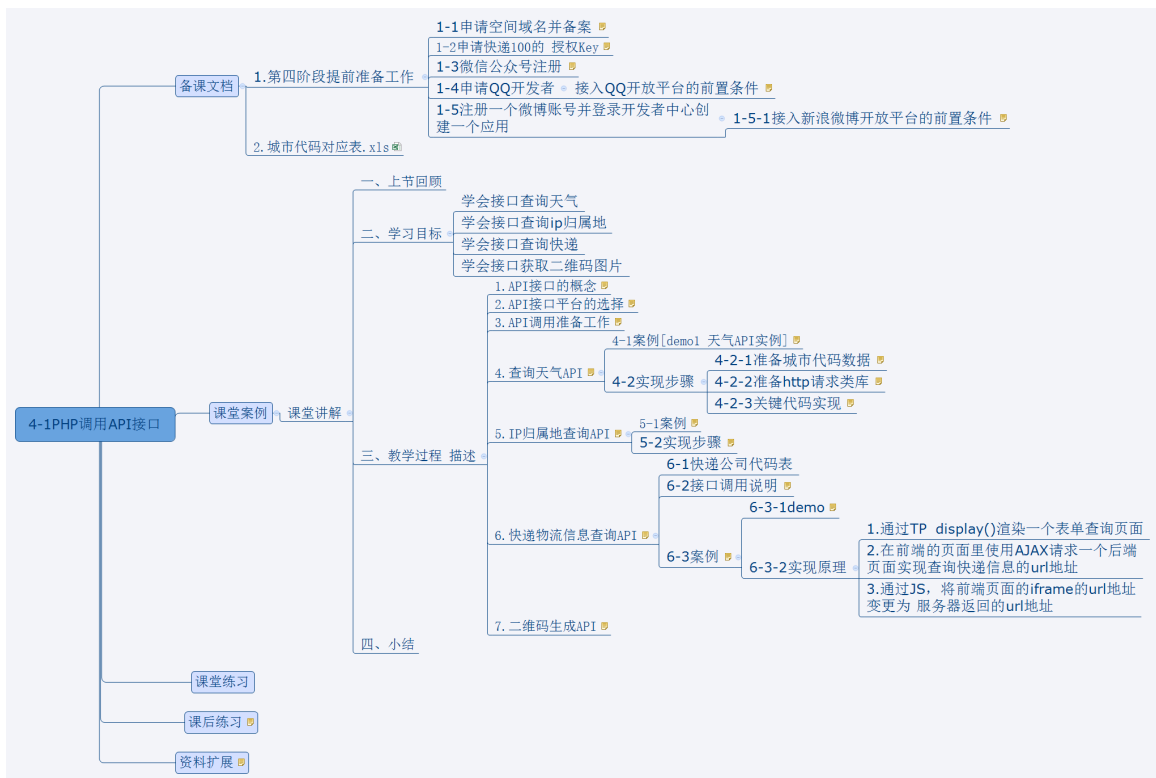 4-1PHP调用API接口
备课文档
1.第四阶段提前准备工作
1-1申请空间域名并备案
1-2申请快递100的 授权Key
1-3微信公众号注册
1-4申请QQ开发者
接入QQ开放平台的前置条件
1-5注册一个微博账号并登录开发者中心创
建一个应用
1-5-1接入新浪微博开放平台的前置条件
2.城市代码对应表.xls
课堂案例
课堂讲解
一、上节回顾
二、学习目标
学会接口查询天气
学会接口查询ip归属地
学会接口查询快递
学会接口获取二维码图片
三、教学过程 描述
1.API接口的概念
2.API接口平台的选择
3.API调用准备工作
4.查询天气API
4-1案例[demo1 天气API实例]
4-2实现步骤
4-2-1准备城市代码数据
4-2-2准备http请求类库
4-2-3关键代码实现
5.IP归属地查询API
5-1案例
5-2实现步骤
6.快递物流信息查询API
6-1快递公司代码表
6-2接口调用说明
6-3案例
6-3-1demo
6-3-2实现原理
1.通过TP display()渲染一个表单查询页面
2.在前端的页面里使用AJAX请求一个后端
页面实现查询快递信息的url地址
3.通过JS，将前端页面的iframe的url地址
变更为 服务器返回的url地址
7.二维码生成API
四、小结
课堂练习
课后练习
资料扩展